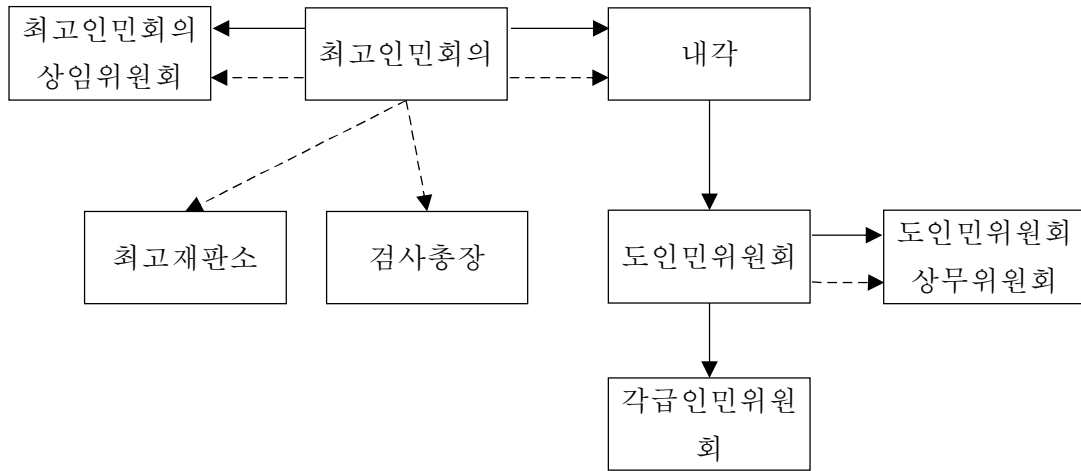 최고인민회의
상임위원회
최고인민회의
내각
최고재판소
검사총장
도인민위원회
도인민위원회
상무위원회
각급인민위원
회